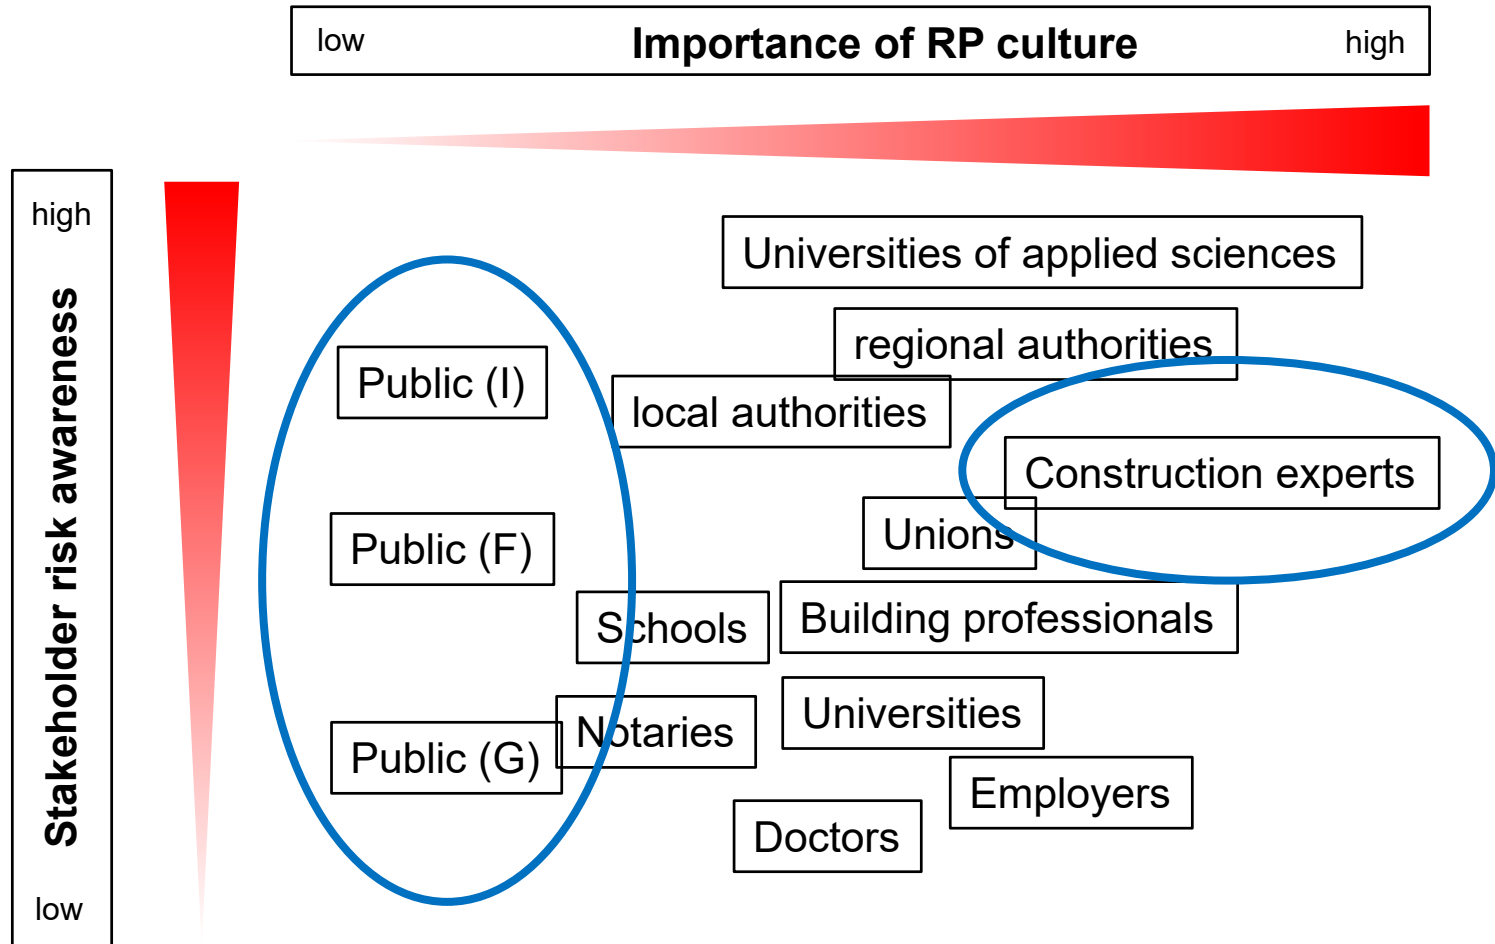 low Importance of RP culture high
high
Stakeholder risk awareness
low
Universities of applied sciences
regional authorities
Public (I)
local authorities
Construction experts
Unions
Public (F)
Schools
Building professionals
Universities
Notaries
Public (G)
Employers
Doctors